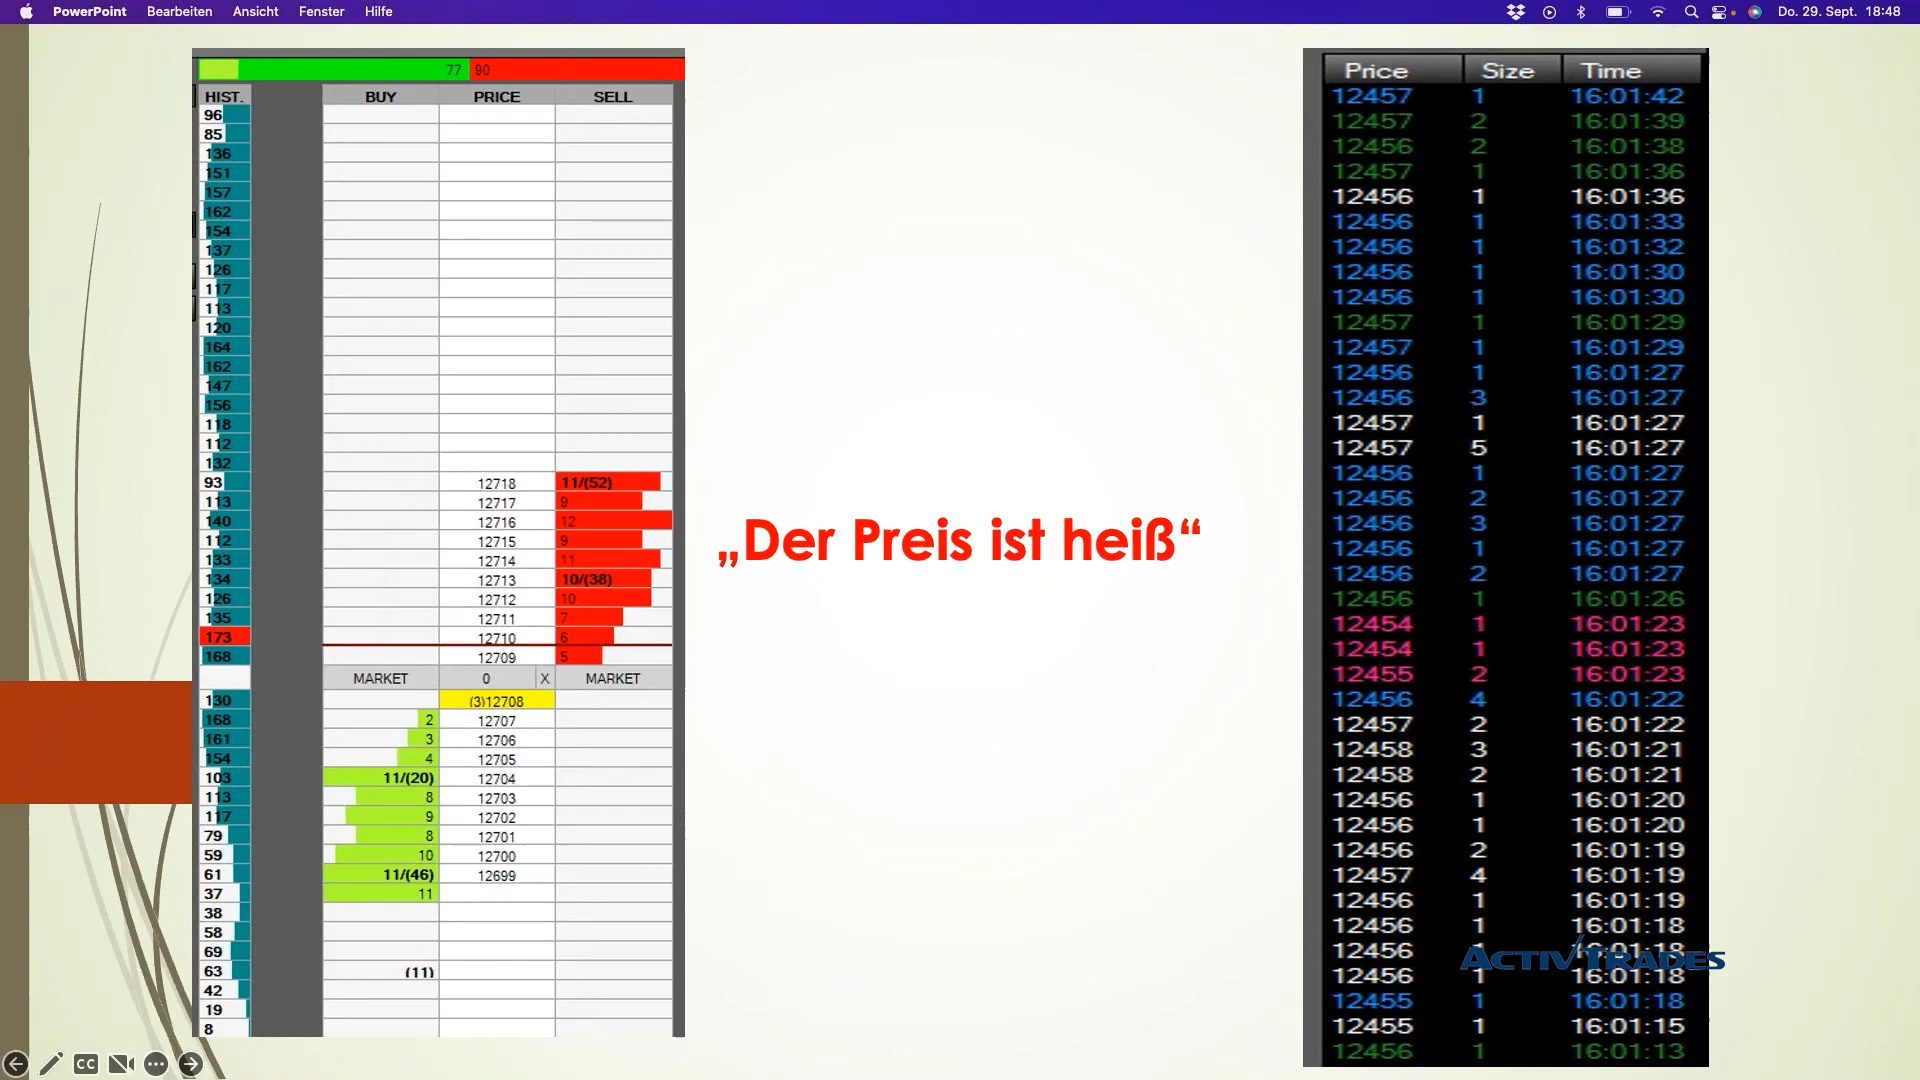 PowerPoint Bearbeiten Ansicht Fenster Hilfe Do. 29. Sept. 18:48
77 90
HIST. BUY PRICE SELL
96
85
136
151
157
162
154
137
126
117
113
120
164
162
147
156
118
112
132
93 12718 11/(52)
113 12717 9
140 12716 12
112 12715 9
133 12714 11
134 12713 10/(38)
126 12712 10
135 12711 7
173 12710 6
168 12709 5
MARKET 0 X MARKET
130 (3)12708
168 2 12707
161 3 12706
154 4 12705
103 11/(20) 12704
113 8 12703
117 9 12702
79 8 12701
59 10 12700
61 11/(46) 12699
37 11
38
58
69
63 (11)
42
19
8
„Der Preis ist heiß“
Price Size Time
12457 1 16:01:42
12457 2 16:01:39
12456 2 16:01:38
12457 1 16:01:36
12456 1 16:01:36
12456 1 16:01:33
12456 1 16:01:32
12456 1 16:01:30
12456 1 16:01:30
12457 1 16:01:29
12457 1 16:01:29
12456 1 16:01:27
12456 3 16:01:27
12457 1 16:01:27
12457 5 16:01:27
12456 1 16:01:27
12456 2 16:01:27
12456 3 16:01:27
12456 1 16:01:27
12456 2 16:01:27
12456 1 16:01:26
12454 1 16:01:23
12454 1 16:01:23
12455 2 16:01:23
12456 4 16:01:22
12457 2 16:01:22
12458 3 16:01:21
12458 2 16:01:21
12456 1 16:01:20
12456 1 16:01:20
12456 2 16:01:19
12457 4 16:01:19
12456 1 16:01:19
12456 1 16:01:18
12456 1 16:01:18
ActivTrades
12456 1 16:01:18
12455 1 16:01:18
12455 1 16:01:15
12456 1 16:01:13
CC